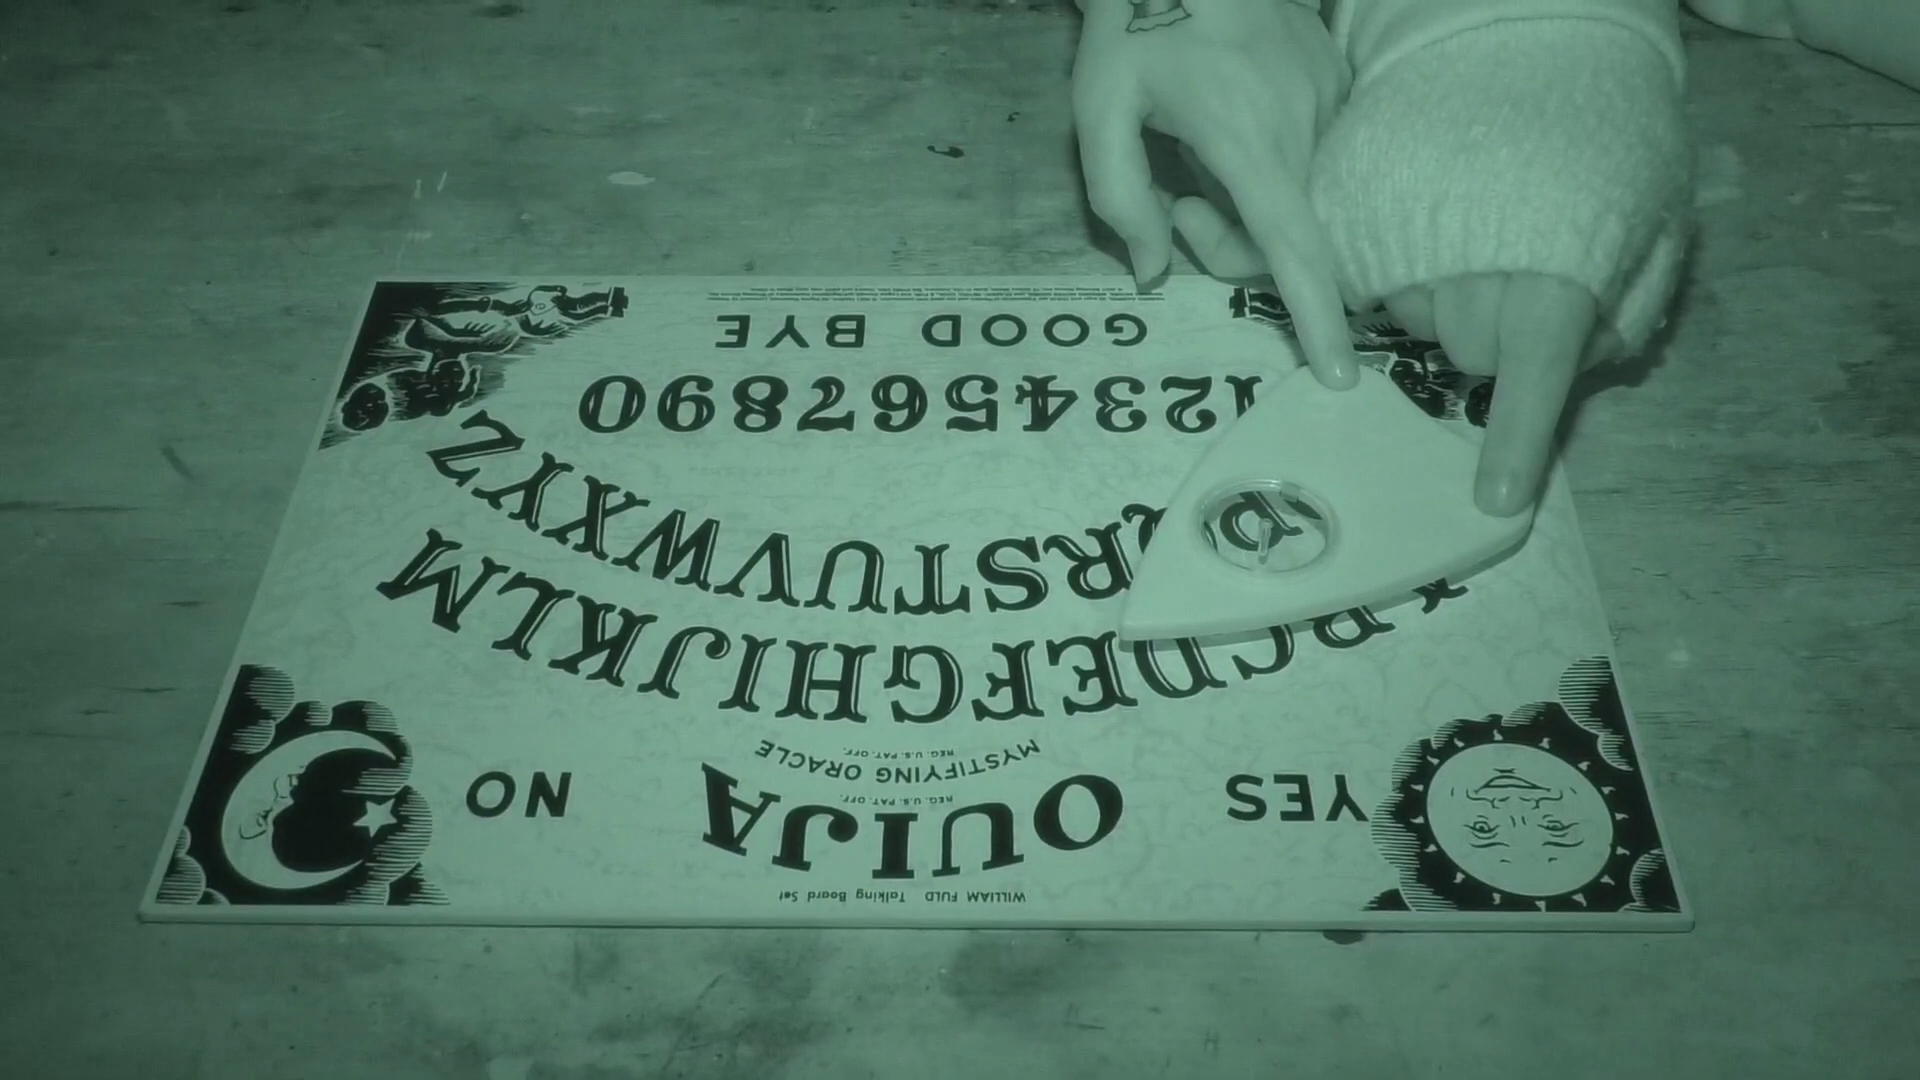 WILLIAM FULD Talking Board Set
YES OUIJA NO
REG. U.S. PAT. OFF.
MYSTIFYING ORACLE
REG. U.S. PAT. OFF.
BCDEFGHIJKLM
P RSTUVWXYZ
1234567890
GOOD BYE